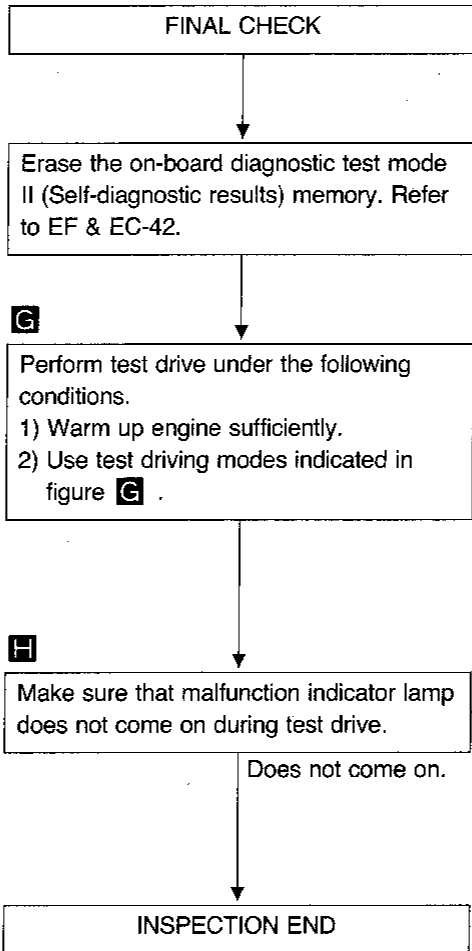 FINAL CHECK
Erase the on-board diagnostic test mode
II (Self-diagnostic results) memory. Refer
to EF & EC-42.
G
Perform test drive under the following
conditions.
1) Warm up engine sufficiently.
2) Use test driving modes indicated in
figure G .
H
Make sure that malfunction indicator lamp
does not come on during test drive.
Does not come on.
INSPECTION END